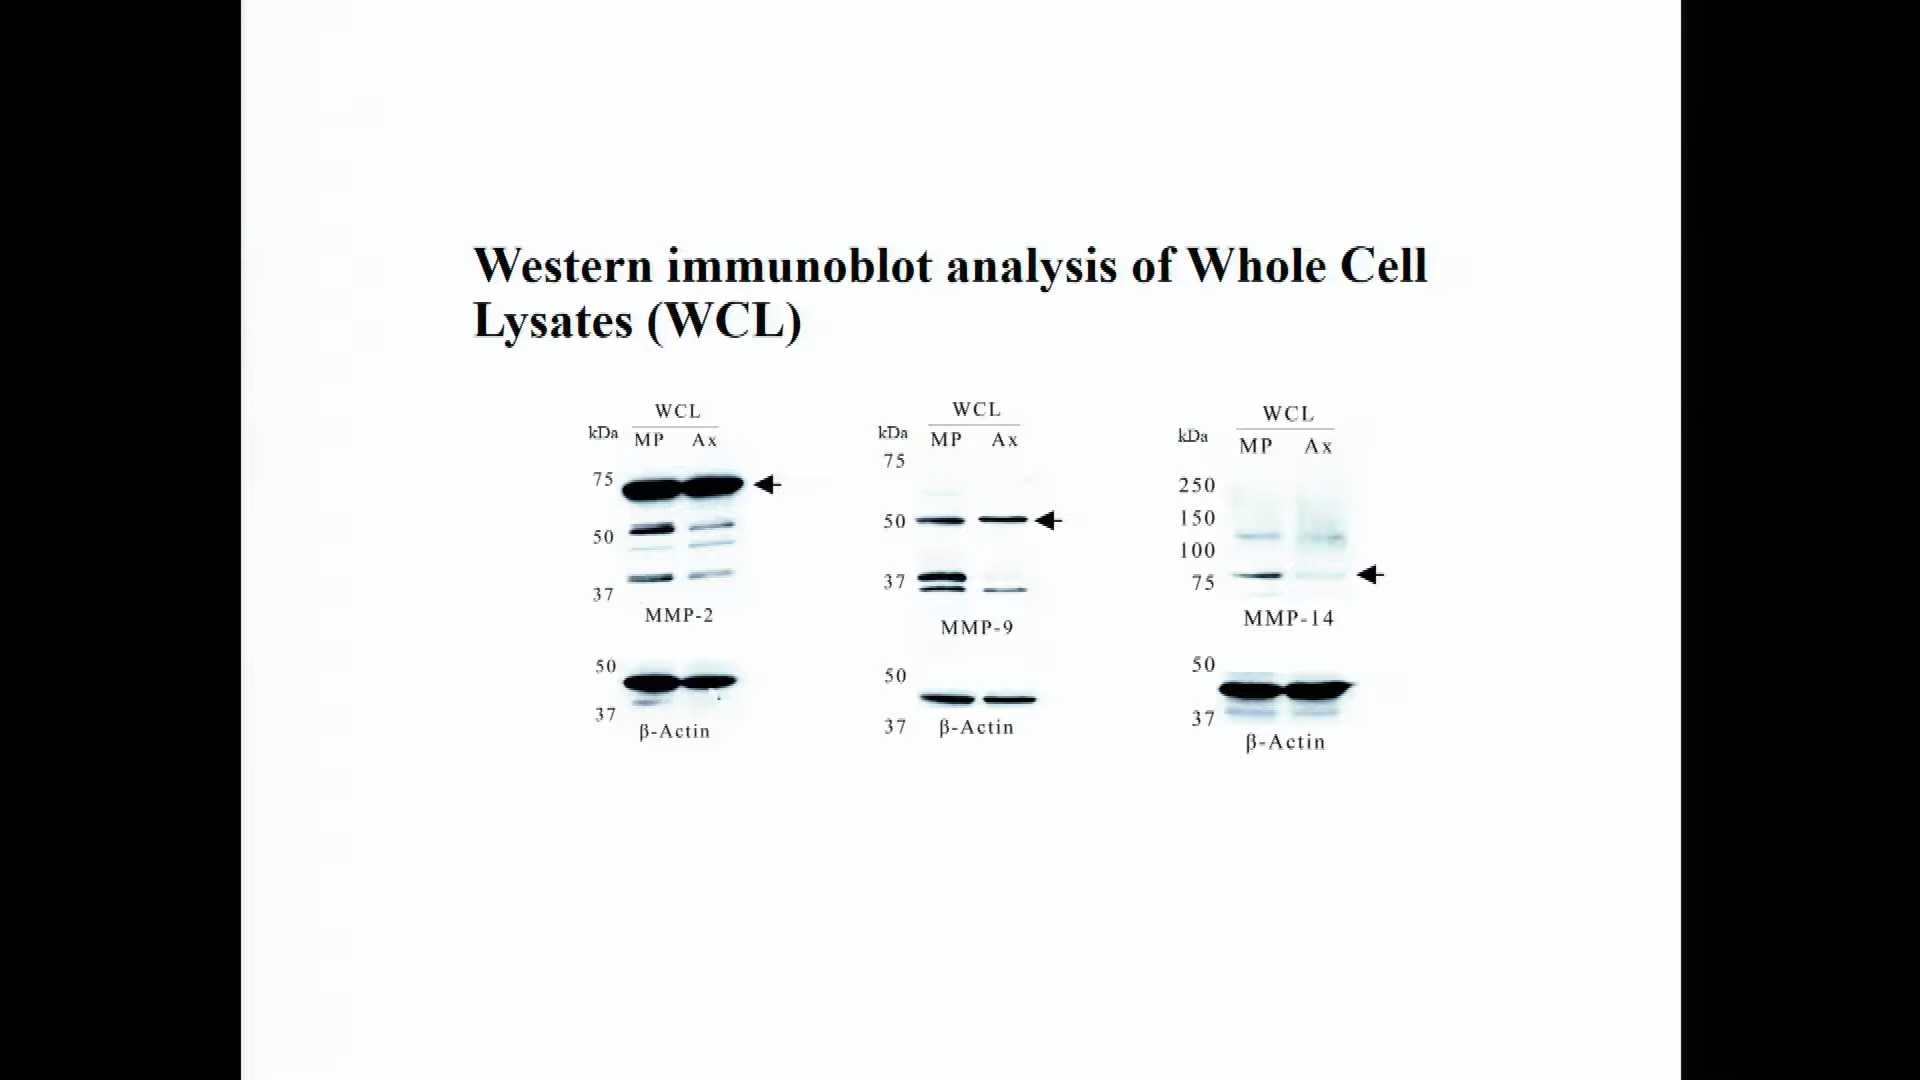 Western immunoblot analysis of Whole Cell
Lysates (WCL)
WCL
kDa MP Ax
75
50
37
MMP-2
50
37
β-Actin
WCL
kDa MP Ax
75
50
37
MMP-9
50
37
β-Actin
WCL
kDa MP Ax
250
150
100
75
MMP-14
50
37
β-Actin